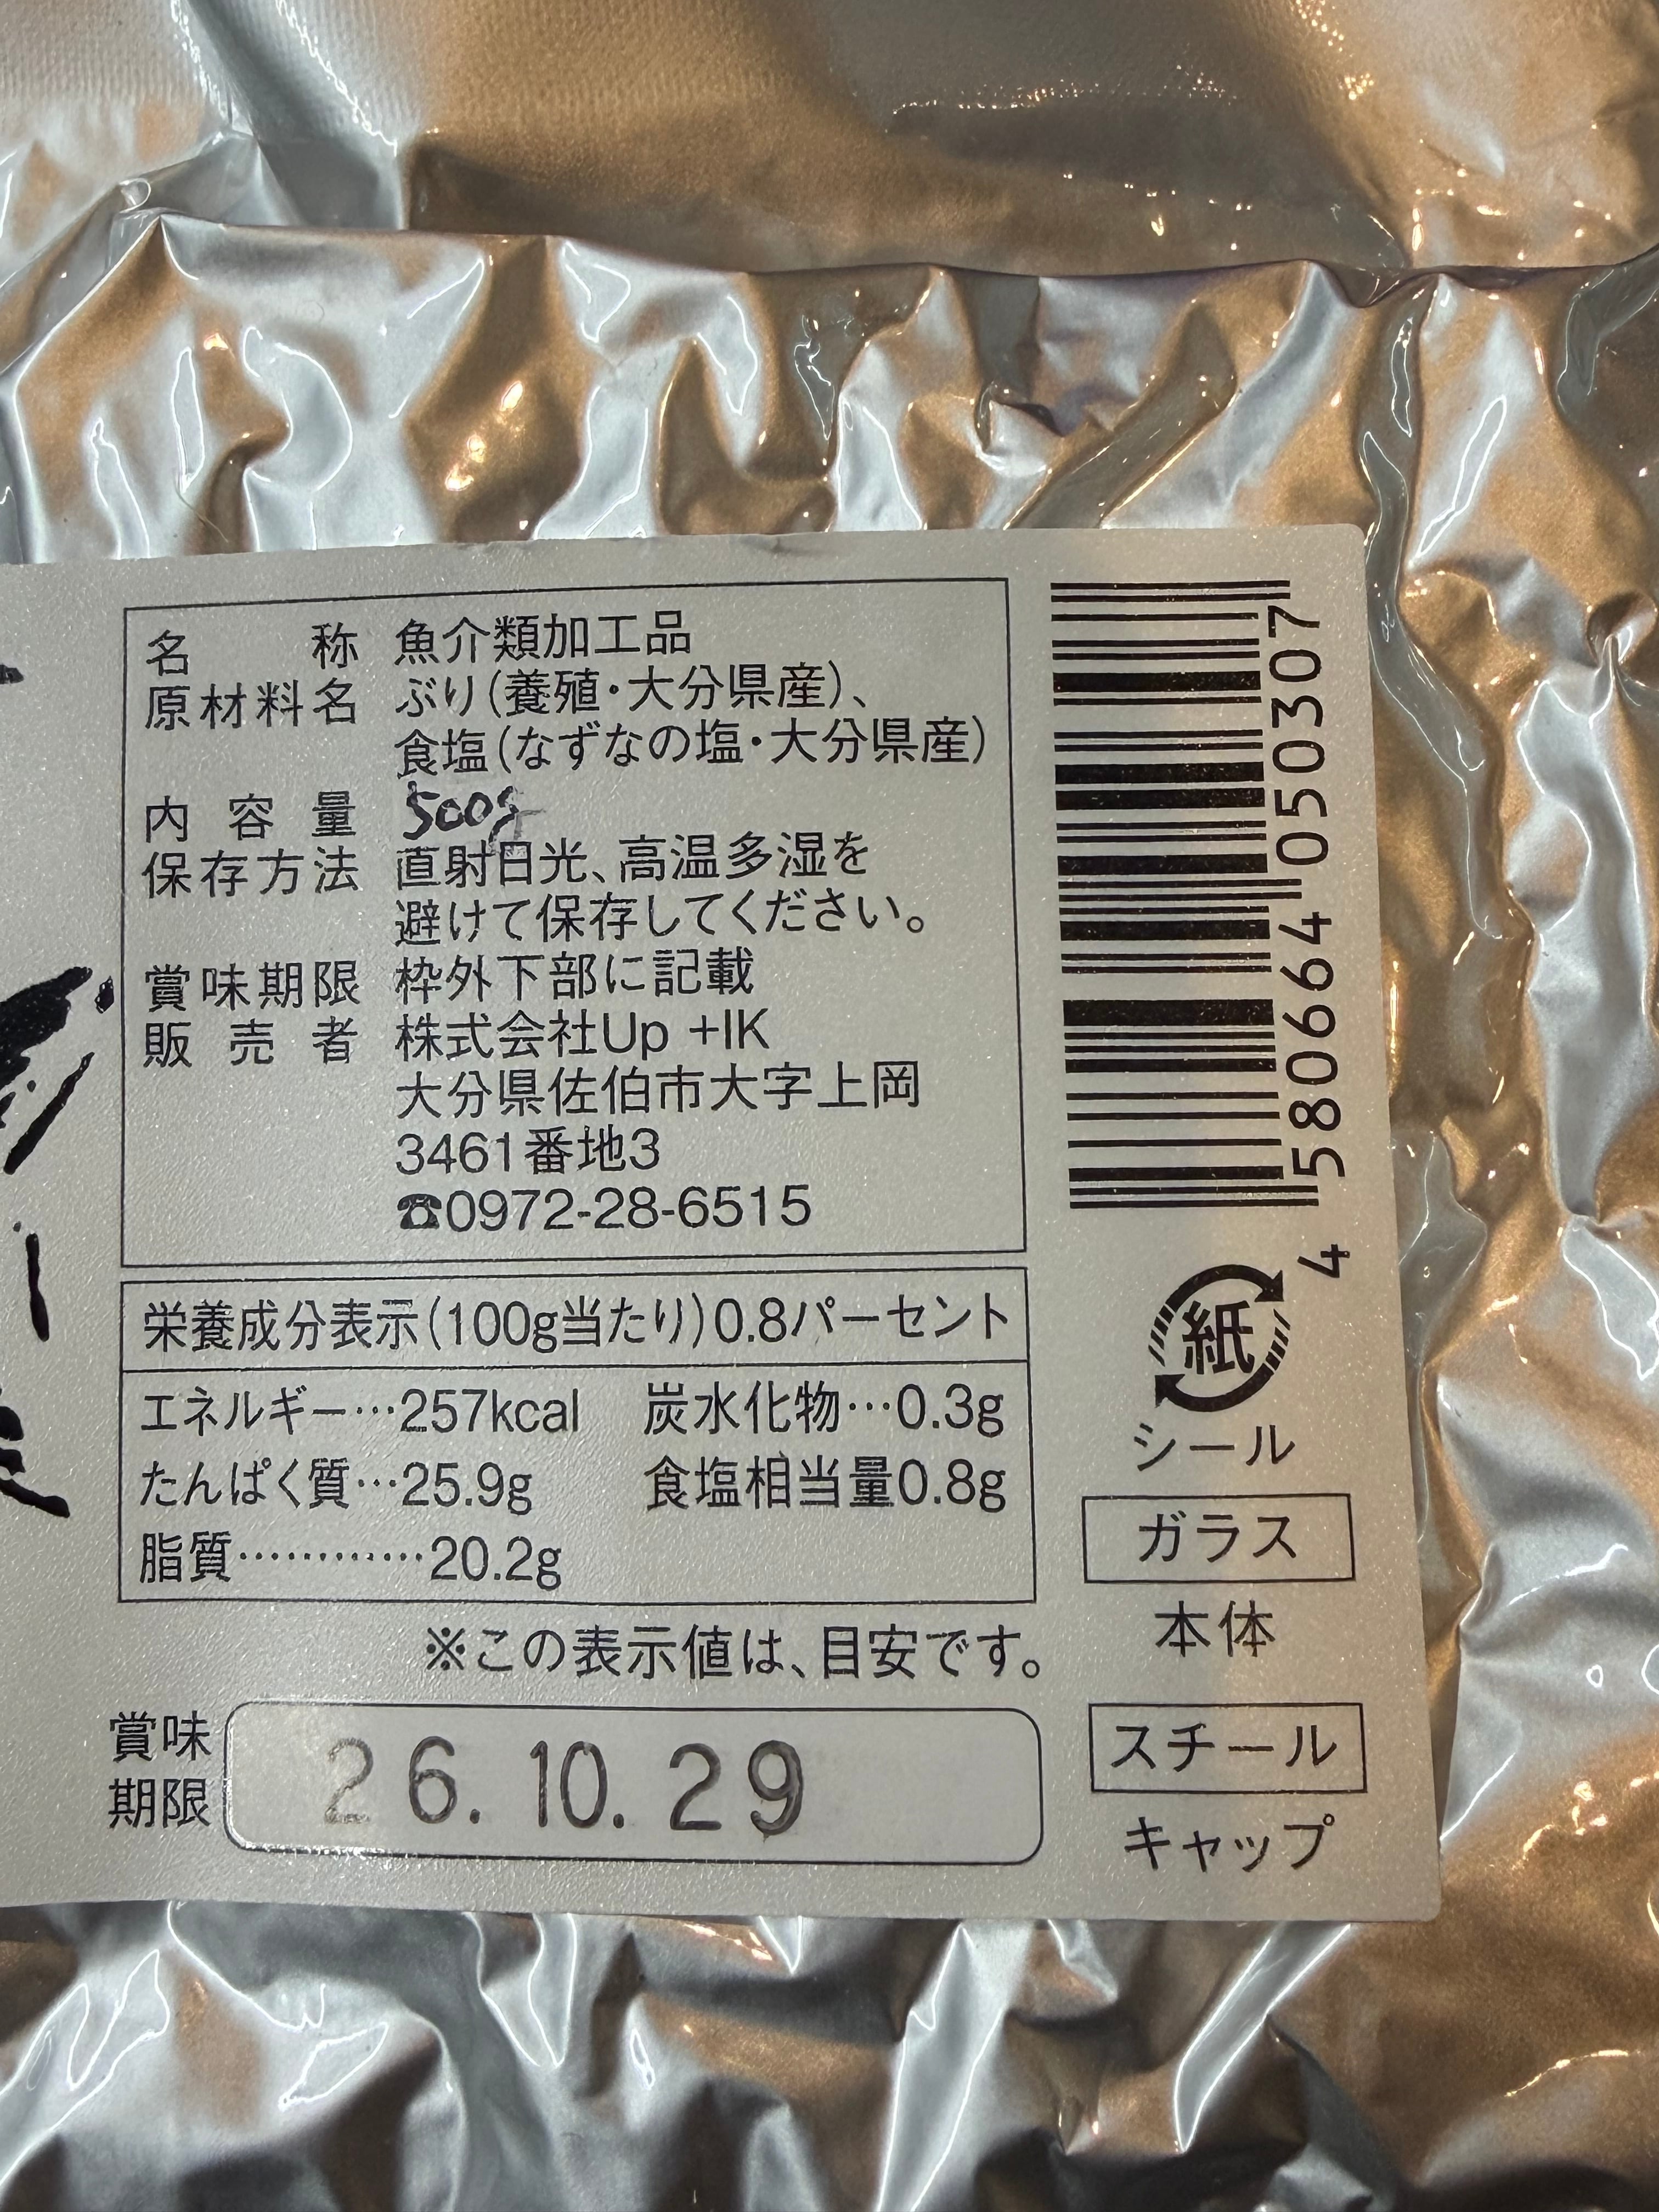 名称 魚介類加工品
原材料名 ぶり(養殖・大分県産)、
食塩(なずなの塩・大分県産)
内容量 500g
保存方法 直射日光、高温多湿を
避けて保存してください。
賞味期限 枠外下部に記載
販売者 株式会社Up +IK
大分県佐伯市大字上岡
3461番地3
☎0972-28-6515
栄養成分表示(100g当たり)0.8パーセント
エネルギー…257kcal 炭水化物…0.3g
たんぱく質…25.9g 食塩相当量0.8g
脂質…………20.2g
※この表示値は、目安です。
賞味期限 26.10.29
4580664050307
紙
シール
ガラス
本体
スチール
キャップ